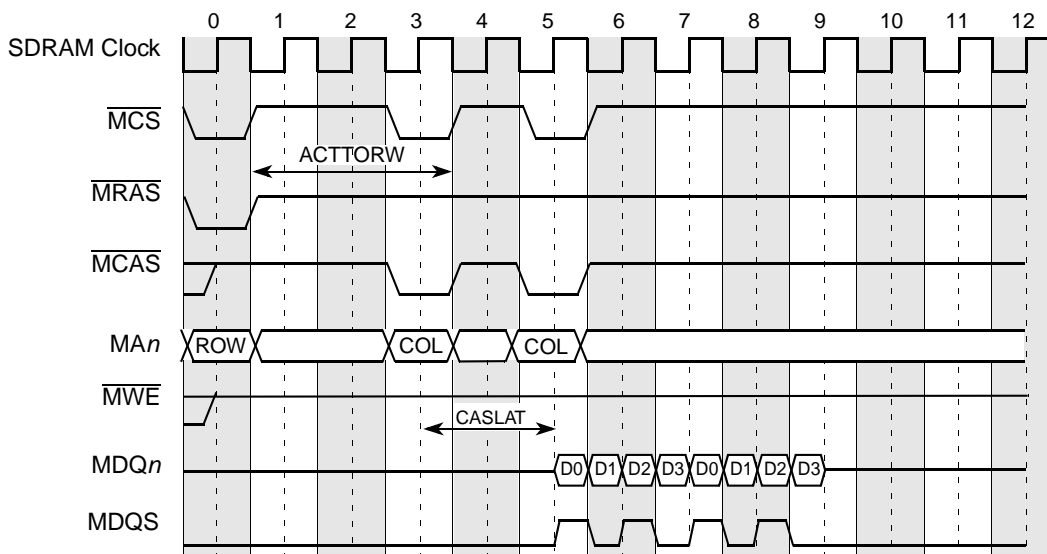 0 1 2 3 4 5 6 7 8 9 10 11 12
SDRAM Clock
MCS
ACTTORW
MRAS
MCAS
MAn ROW COL COL
MWE
CASLAT
MDQn D0 D1 D2 D3 D0 D1 D2 D3
MDQS